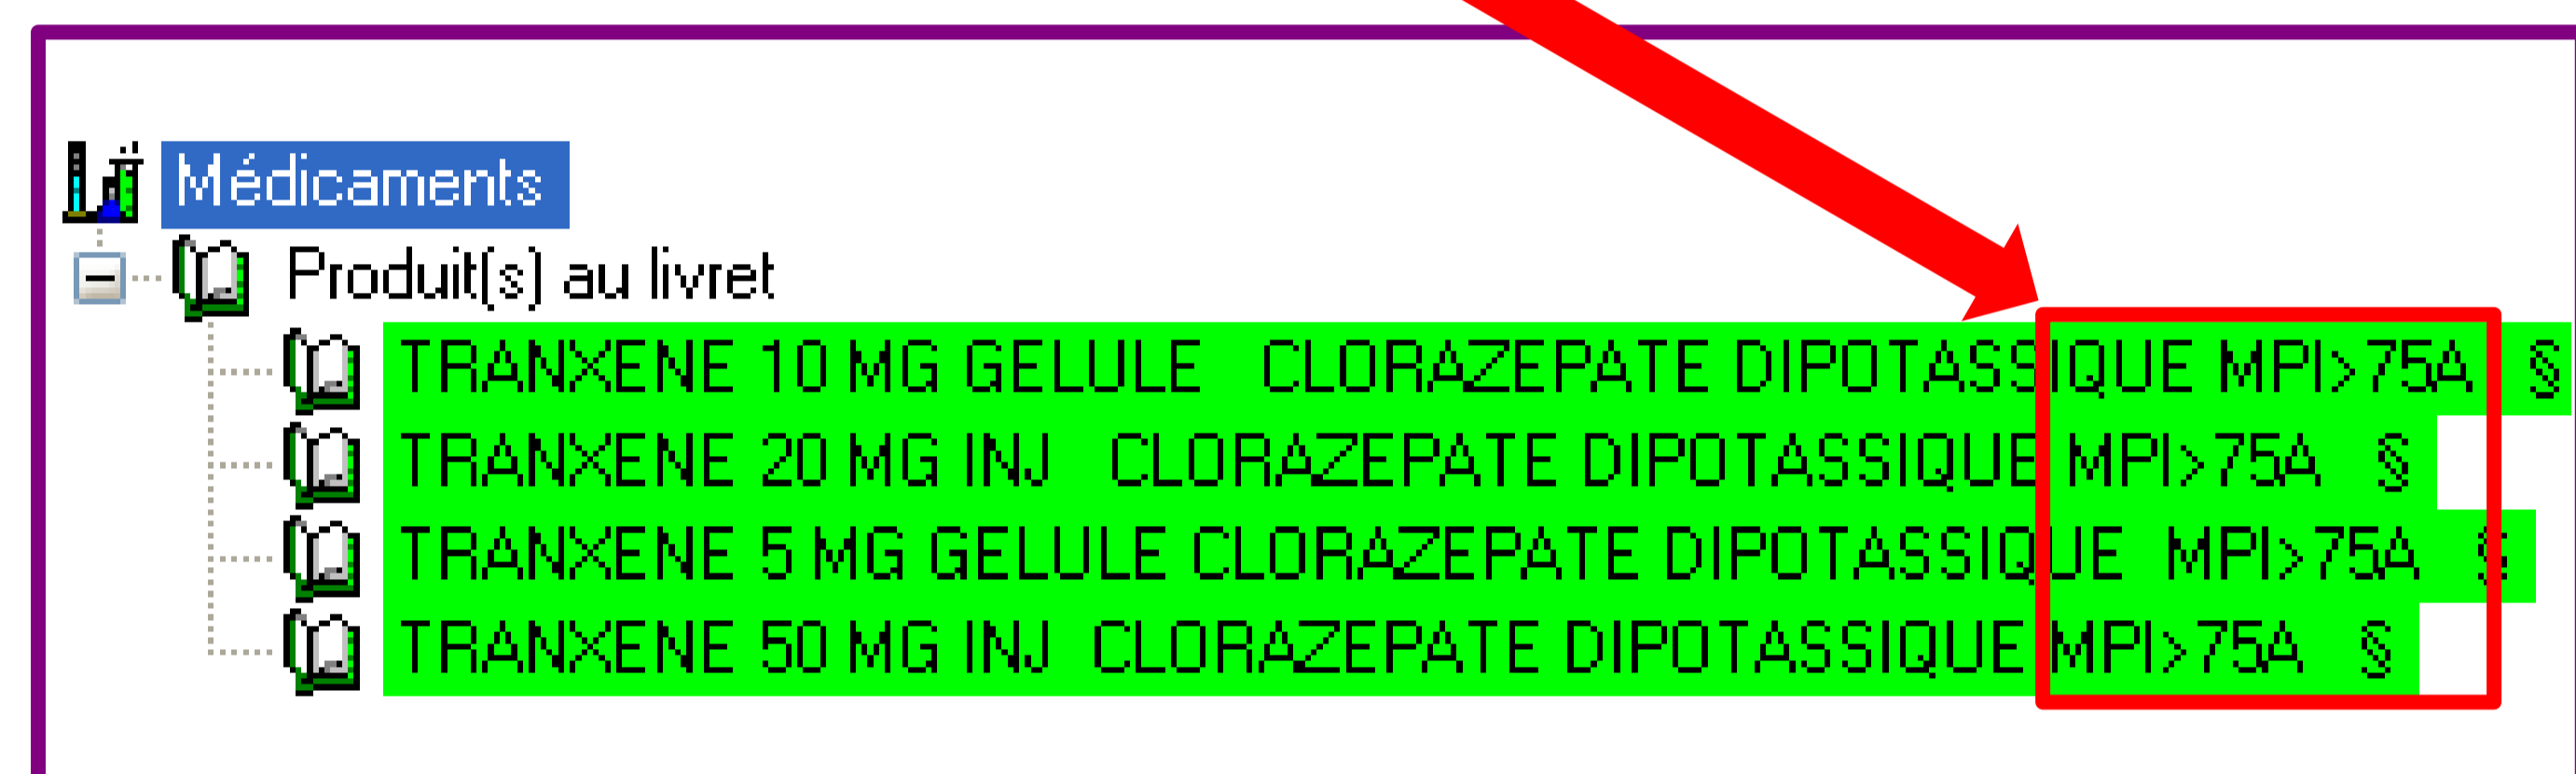 Médicaments
Produit(s) au livret
TRANXENE 10 MG GELULE CLORAZEPATE DIPOTASSIQUE MPI>75A §
TRANXENE 20 MG INJ CLORAZEPATE DIPOTASSIQUE MPI>75A §
TRANXENE 5 MG GELULE CLORAZEPATE DIPOTASSIQUE MPI>75A §
TRANXENE 50 MG INJ CLORAZEPATE DIPOTASSIQUE MPI>75A §